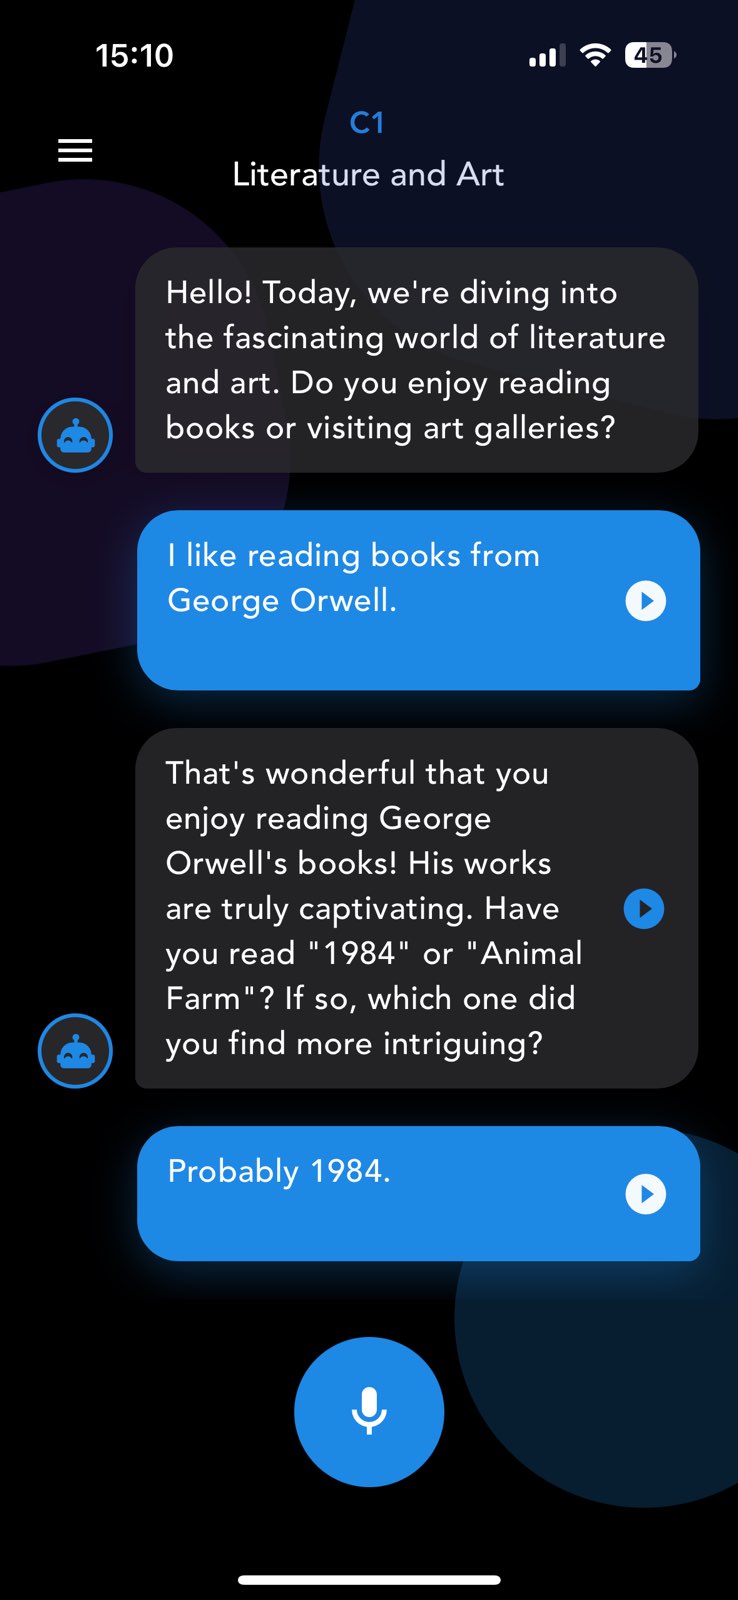 15:10
45
C1
Literature and Art
Hello! Today, we're diving into
the fascinating world of literature
and art. Do you enjoy reading
books or visiting art galleries?
I like reading books from
George Orwell.
That's wonderful that you
enjoy reading George
Orwell's books! His works
are truly captivating. Have
you read "1984" or "Animal
Farm"? If so, which one did
you find more intriguing?
Probably 1984.